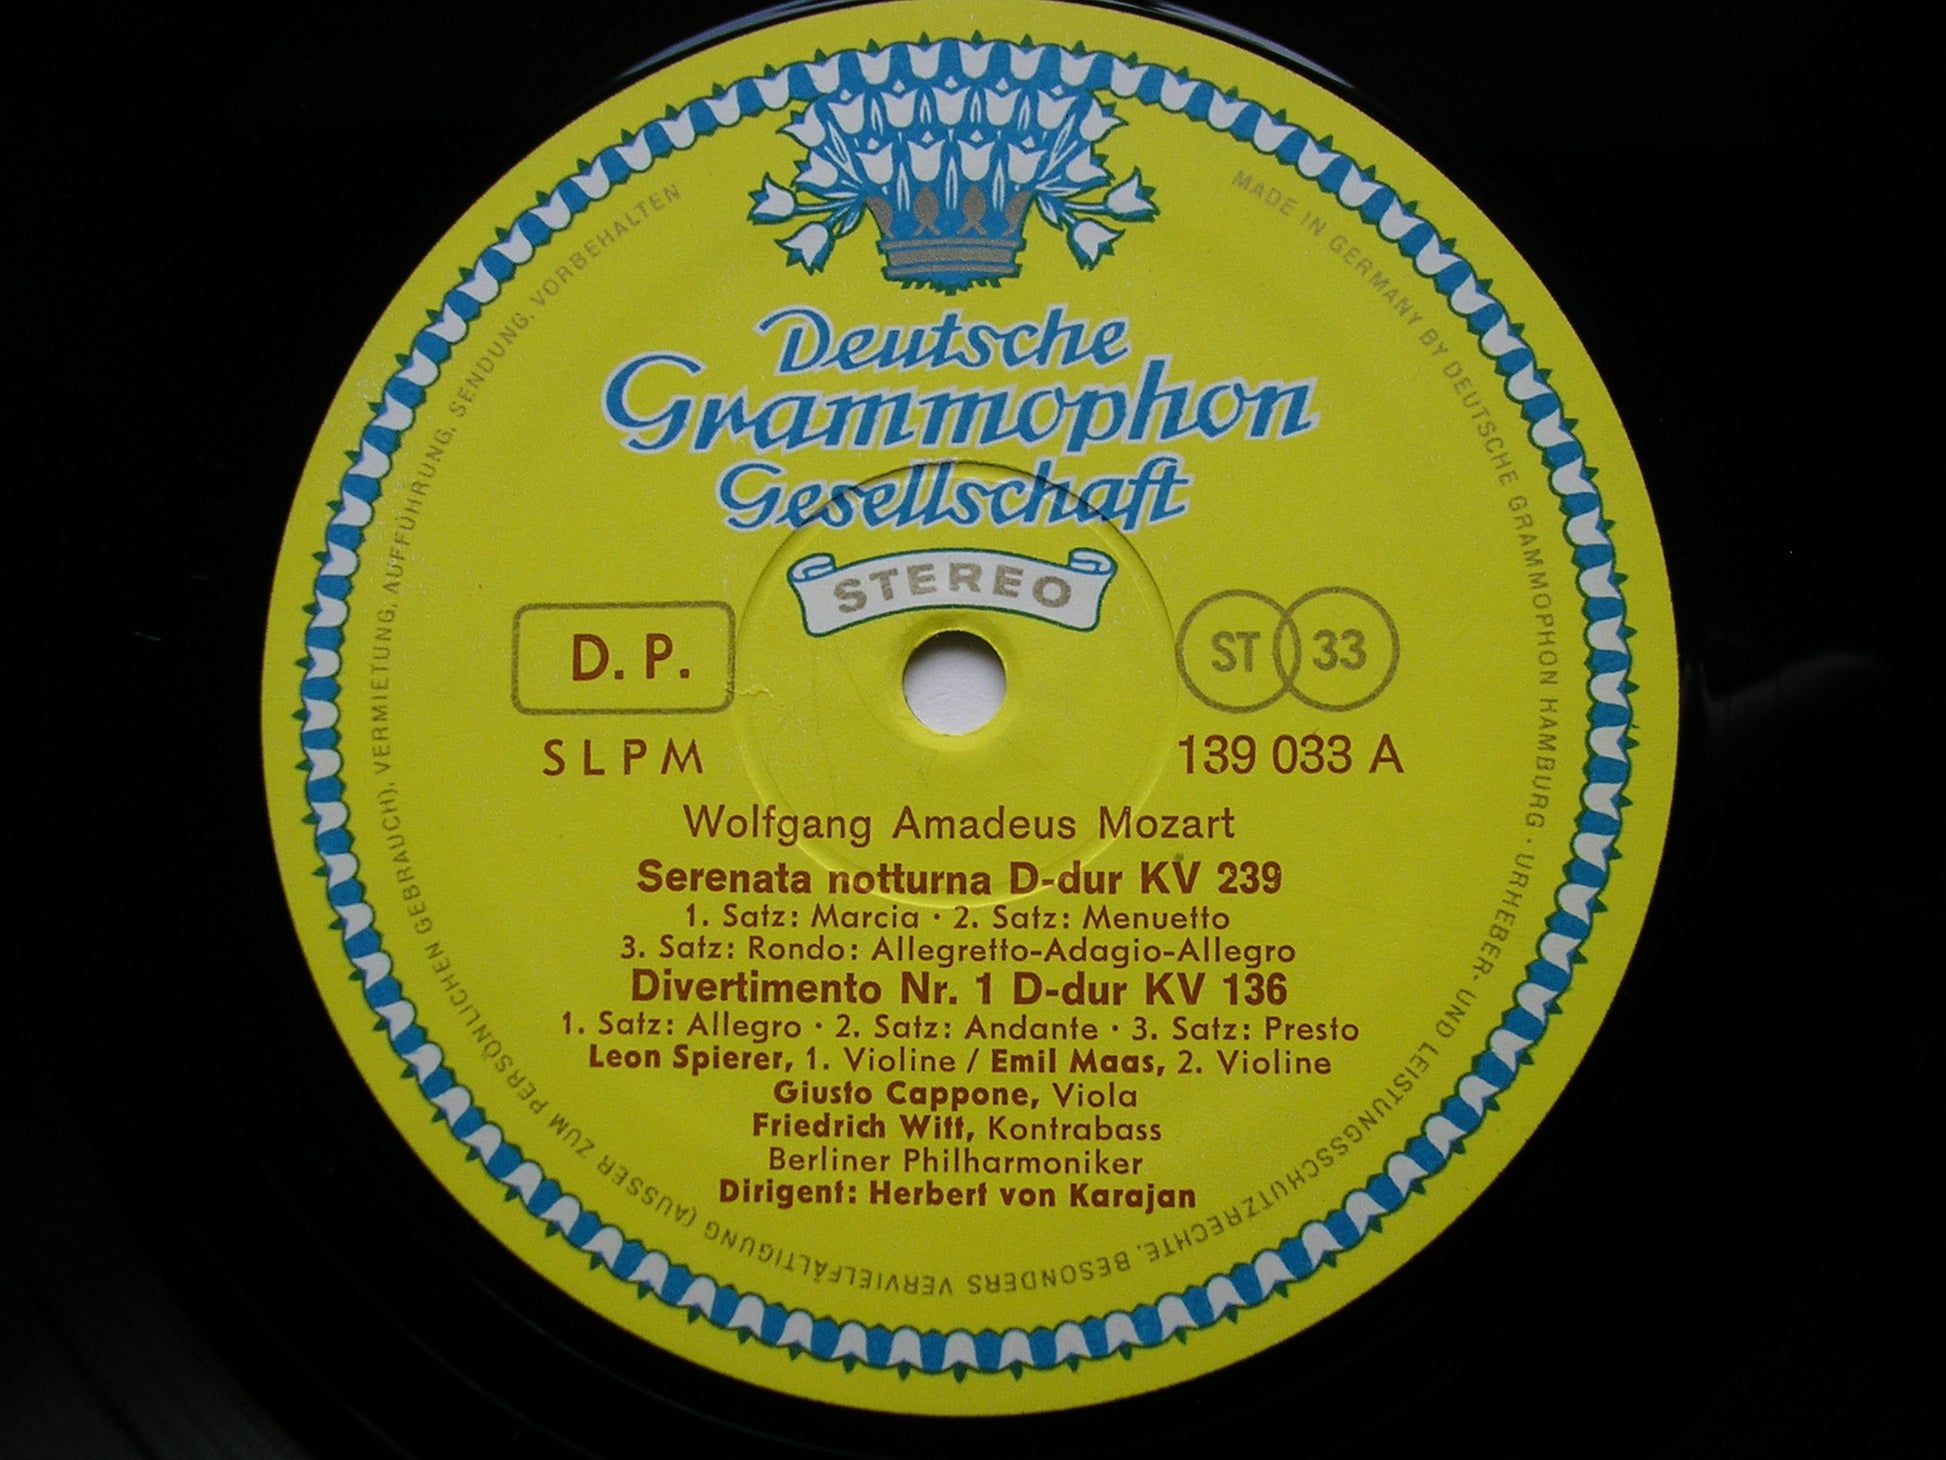 Deutsche
Grammophon
Gesellschaft
STEREO
D. P.
ST 33
SLPM
139 033 A
Wolfgang Amadeus Mozart
Serenata notturna D-dur KV 239
1. Satz: Marcia · 2. Satz: Menuetto
3. Satz: Rondo: Allegretto-Adagio-Allegro
Divertimento Nr. 1 D-dur KV 136
1. Satz: Allegro · 2. Satz: Andante · 3. Satz: Presto
Leon Spierer, 1. Violine / Emil Maas, 2. Violine
Giusto Cappone, Viola
Friedrich Witt, Kontrabass
Berliner Philharmoniker
Dirigent: Herbert von Karajan
MADE IN GERMANY BY DEUTSCHE GRAMMOPHON HAMBURG · URHEBER- UND LEISTUNGSSCHUTZRECHTE, BESONDERS VERVIELFÄLTIGUNG (AUSSER ZUM PERSÖNLICHEN GEBRAUCH), VERMIETUNG, AUFFÜHRUNG, SENDUNG, VORBEHALTEN